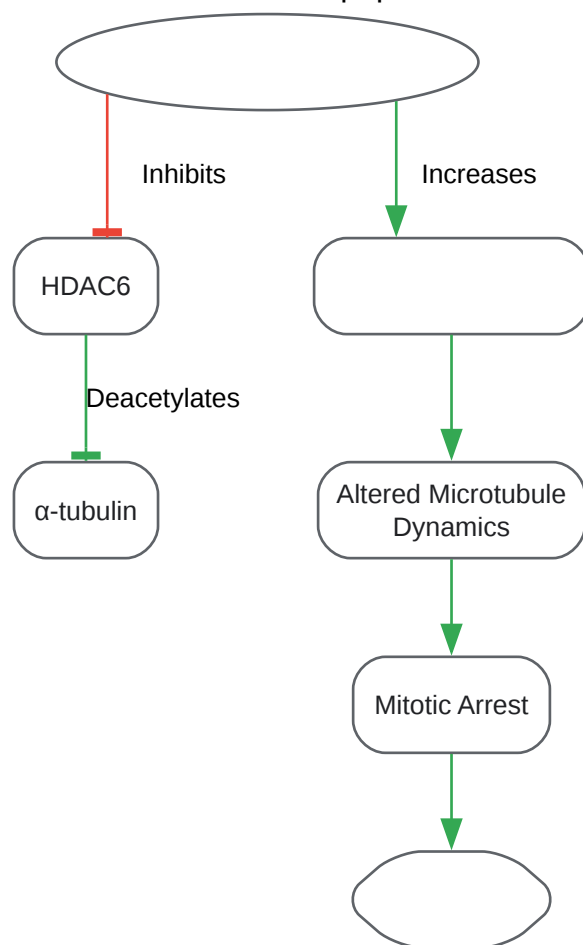 Inhibits
Increases
HDAC6
Deacetylates
α-tubulin
Altered Microtubule
Dynamics
Mitotic Arrest